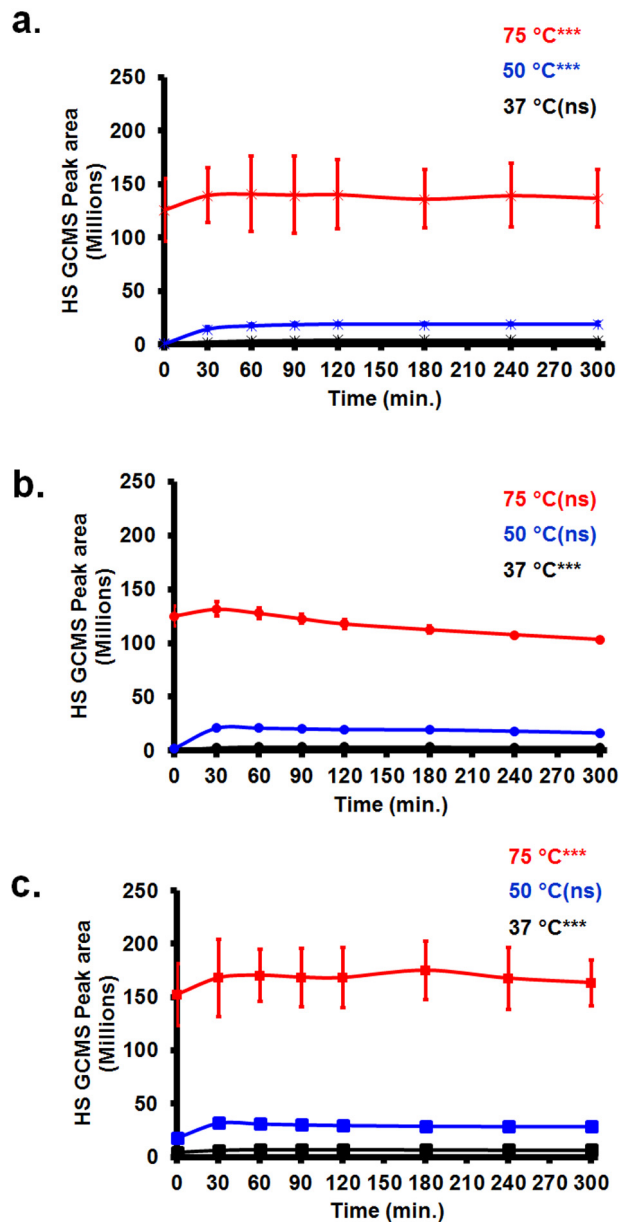 a.
75 °C***
50 °C***
37 °C(ns)
HS GCMS Peak area
(Millions)
250
200
150
100
50
0
0 30 60 90 120 150 180 210 240 270 300
Time (min.)
b.
75 °C(ns)
50 °C(ns)
37 °C***
HS GCMS Peak area
(Millions)
250
200
150
100
50
0
0 30 60 90 120 150 180 210 240 270 300
Time (min.)
c.
75 °C***
50 °C(ns)
37 °C***
HS GCMS Peak area
(Millions)
250
200
150
100
50
0
0 30 60 90 120 150 180 210 240 270 300
Time (min.)